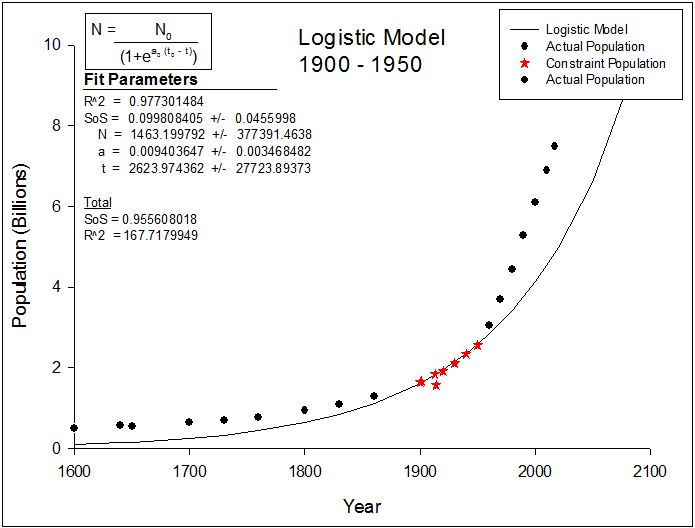 N = N0
(1+e^ac (tc - t))
Logistic Model
1900 - 1950
Logistic Model
Actual Population
Constraint Population
Actual Population
Fit Parameters
R^2 = 0.977301484
SoS = 0.099808405 +/- 0.0455998
N = 1463.199792 +/- 377391.4638
a = 0.009403647 +/- 0.003468482
t = 2623.974362 +/- 27723.89373
Total
SoS = 0.955608018
R^2 = 167.7179949
Population (Billions)
10
8
6
4
2
0
1600 1700 1800 1900 2000 2100
Year